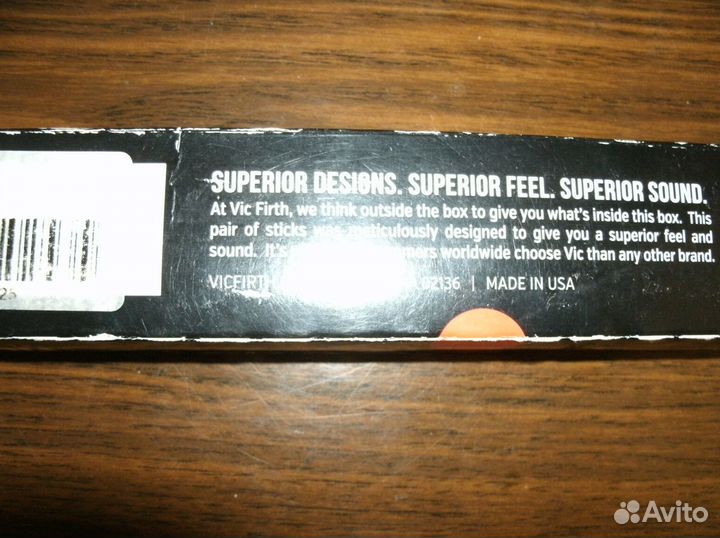 SUPERIOR DESIGNS. SUPERIOR FEEL. SUPERIOR SOUND.
At Vic Firth, we think outside the box to give you what's inside this box. This
pair of sticks was meticulously designed to give you a superior feel and
sound. It's worldwide choose Vic than any other brand.
VICFIRTH 02136 | MADE IN USA
Avito